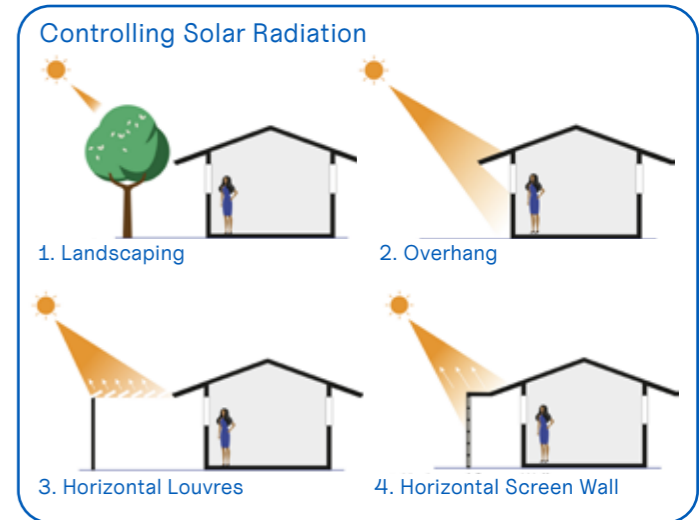 Controlling Solar Radiation
1. Landscaping
2. Overhang
3. Horizontal Louvres
4. Horizontal Screen Wall